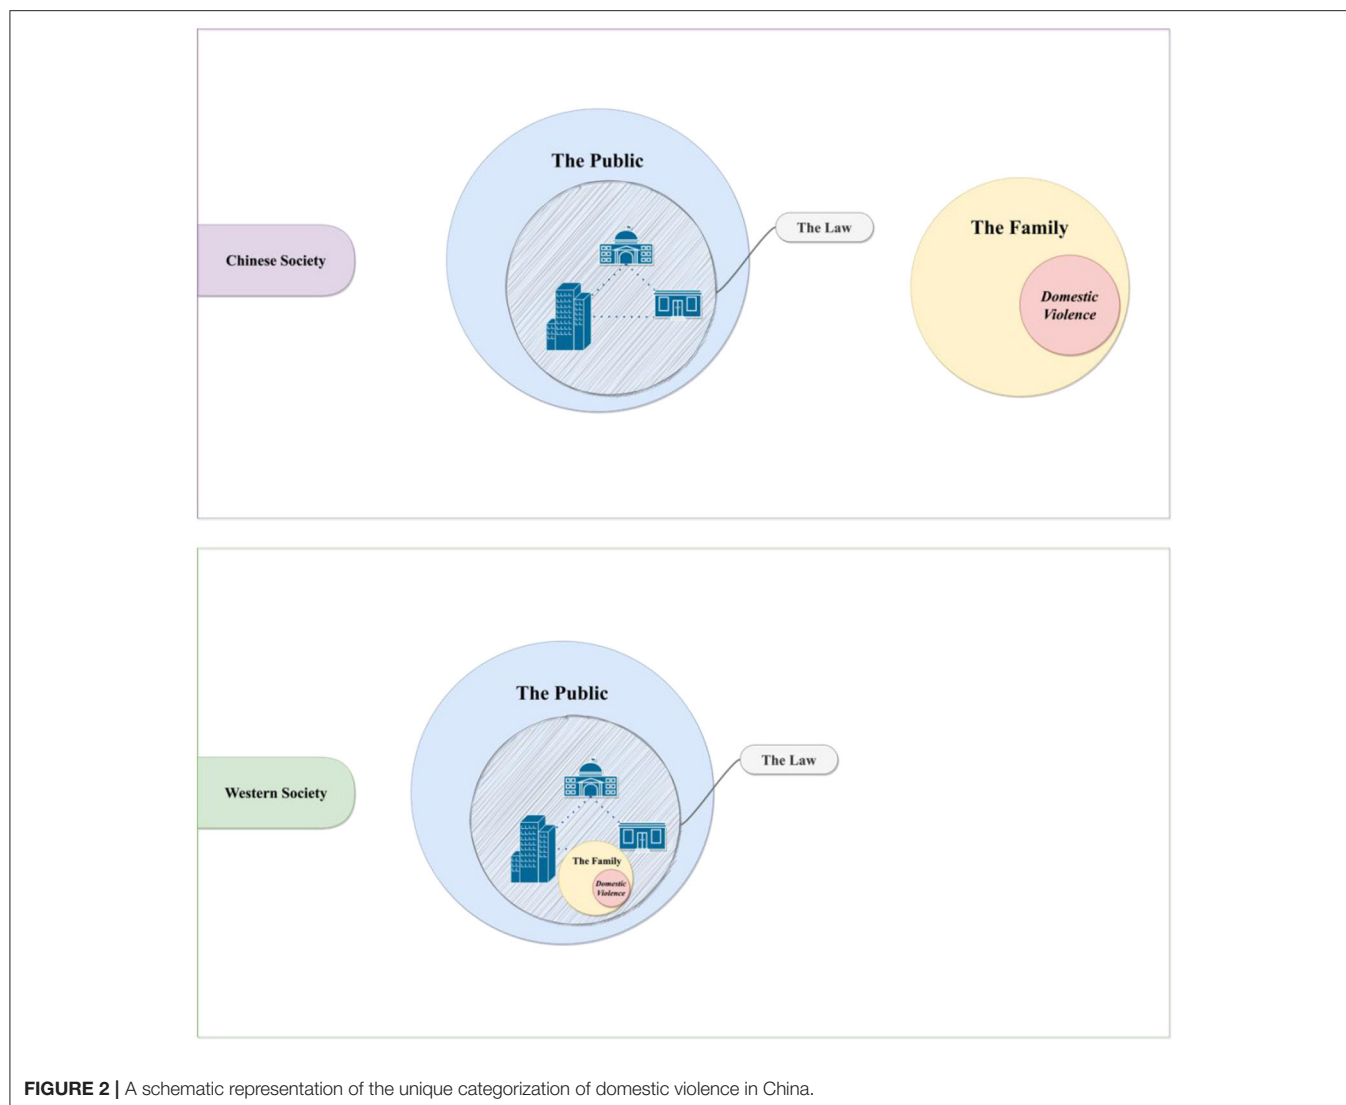 The Public
The Law
Chinese Society
The Family
Domestic
Violence
The Public
The Law
Western Society
The Family
Domestic
Violence
FIGURE 2 | A schematic representation of the unique categorization of domestic violence in China.